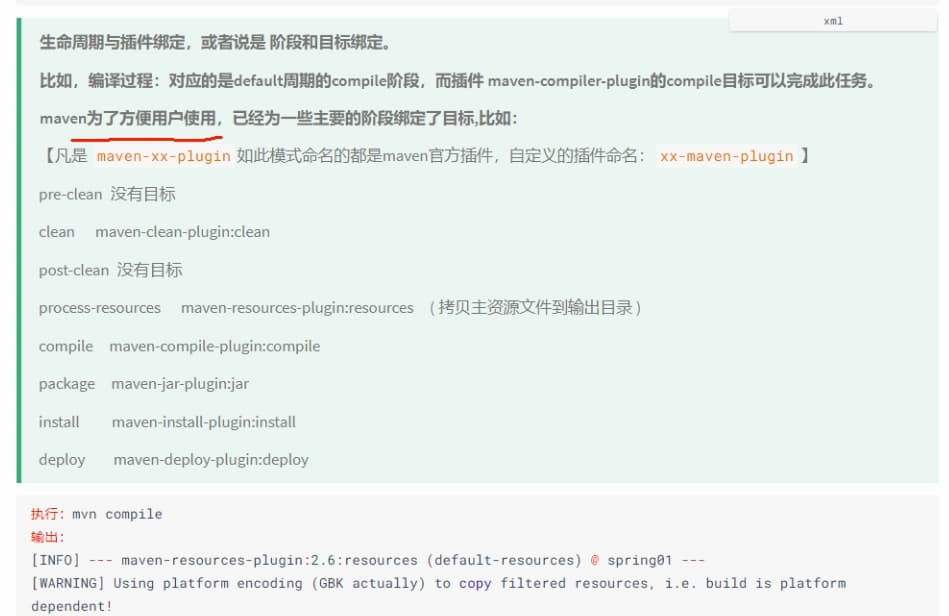 xml
生命周期与插件绑定，或者说是 阶段和目标绑定。
比如，编译过程：对应的是default周期的compile阶段，而插件 maven-compiler-plugin的compile目标可以完成此任务。
maven为了方便用户使用，已经为一些主要的阶段绑定了目标,比如：
【凡是 maven-xx-plugin 如此模式命名的都是maven官方插件，自定义的插件命名： xx-maven-plugin 】
pre-clean 没有目标
clean maven-clean-plugin:clean
post-clean 没有目标
process-resources maven-resources-plugin:resources （ 拷贝主资源文件到输出目录 ）
compile maven-compile-plugin:compile
package maven-jar-plugin:jar
install maven-install-plugin:install
deploy maven-deploy-plugin:deploy
执行: mvn compile
输出:
[INFO] --- maven-resources-plugin:2.6:resources (default-resources) @ spring01 ---
[WARNING] Using platform encoding (GBK actually) to copy filtered resources, i.e. build is platform
dependent!